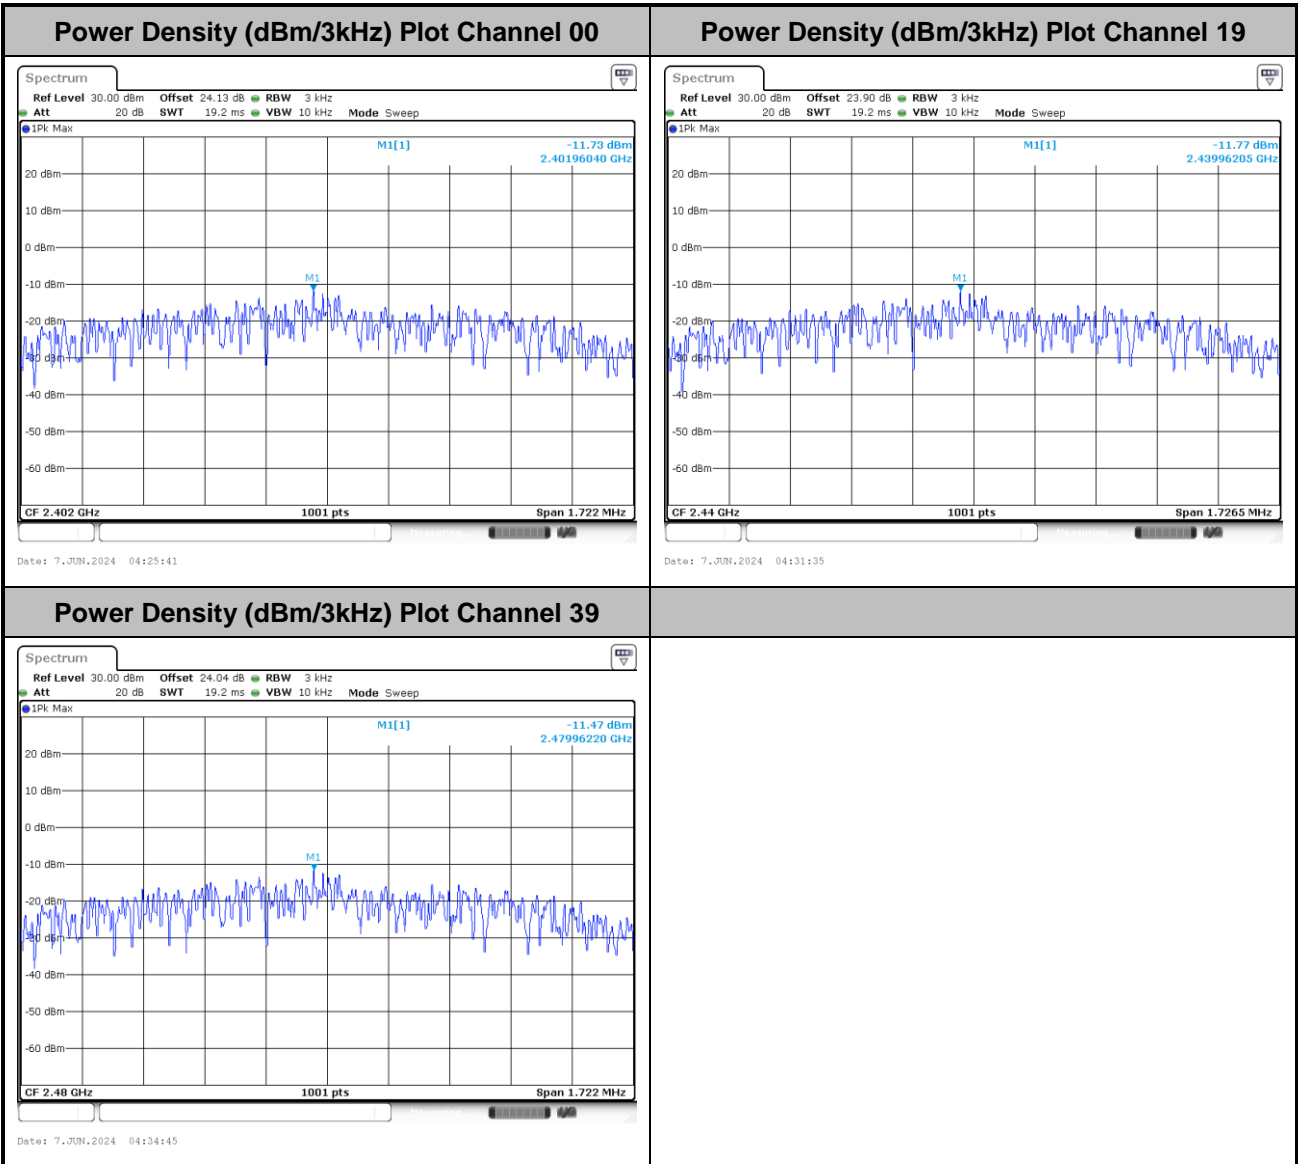 Power Density (dBm/3kHz) Plot Channel 00
Power Density (dBm/3kHz) Plot Channel 19
Spectrum
Ref Level 30.00 dBm Offset 24.13 dB RBW 3 kHz
Att 20 dB SWT 19.2 ms VBW 10 kHz Mode Sweep
1Pk Max
M1[1] -11.73 dBm
2.40196040 GHz
20 dBm
10 dBm
0 dBm
M1
-10 dBm
-20 dBm
-30 dBm
-40 dBm
-50 dBm
-60 dBm
CF 2.402 GHz 1001 pts Span 1.722 MHz
Measuring...
Date: 7.JUN.2024 04:25:41
Spectrum
Ref Level 30.00 dBm Offset 23.90 dB RBW 3 kHz
Att 20 dB SWT 19.2 ms VBW 10 kHz Mode Sweep
1Pk Max
M1[1] -11.77 dBm
2.43996205 GHz
20 dBm
10 dBm
0 dBm
M1
-10 dBm
-20 dBm
-30 dBm
-40 dBm
-50 dBm
-60 dBm
CF 2.44 GHz 1001 pts Span 1.7265 MHz
Measuring...
Date: 7.JUN.2024 04:31:35
Power Density (dBm/3kHz) Plot Channel 39
Spectrum
Ref Level 30.00 dBm Offset 24.04 dB RBW 3 kHz
Att 20 dB SWT 19.2 ms VBW 10 kHz Mode Sweep
1Pk Max
M1[1] -11.47 dBm
2.47996220 GHz
20 dBm
10 dBm
0 dBm
M1
-10 dBm
-20 dBm
-30 dBm
-40 dBm
-50 dBm
-60 dBm
CF 2.48 GHz 1001 pts Span 1.722 MHz
Measuring...
Date: 7.JUN.2024 04:34:45